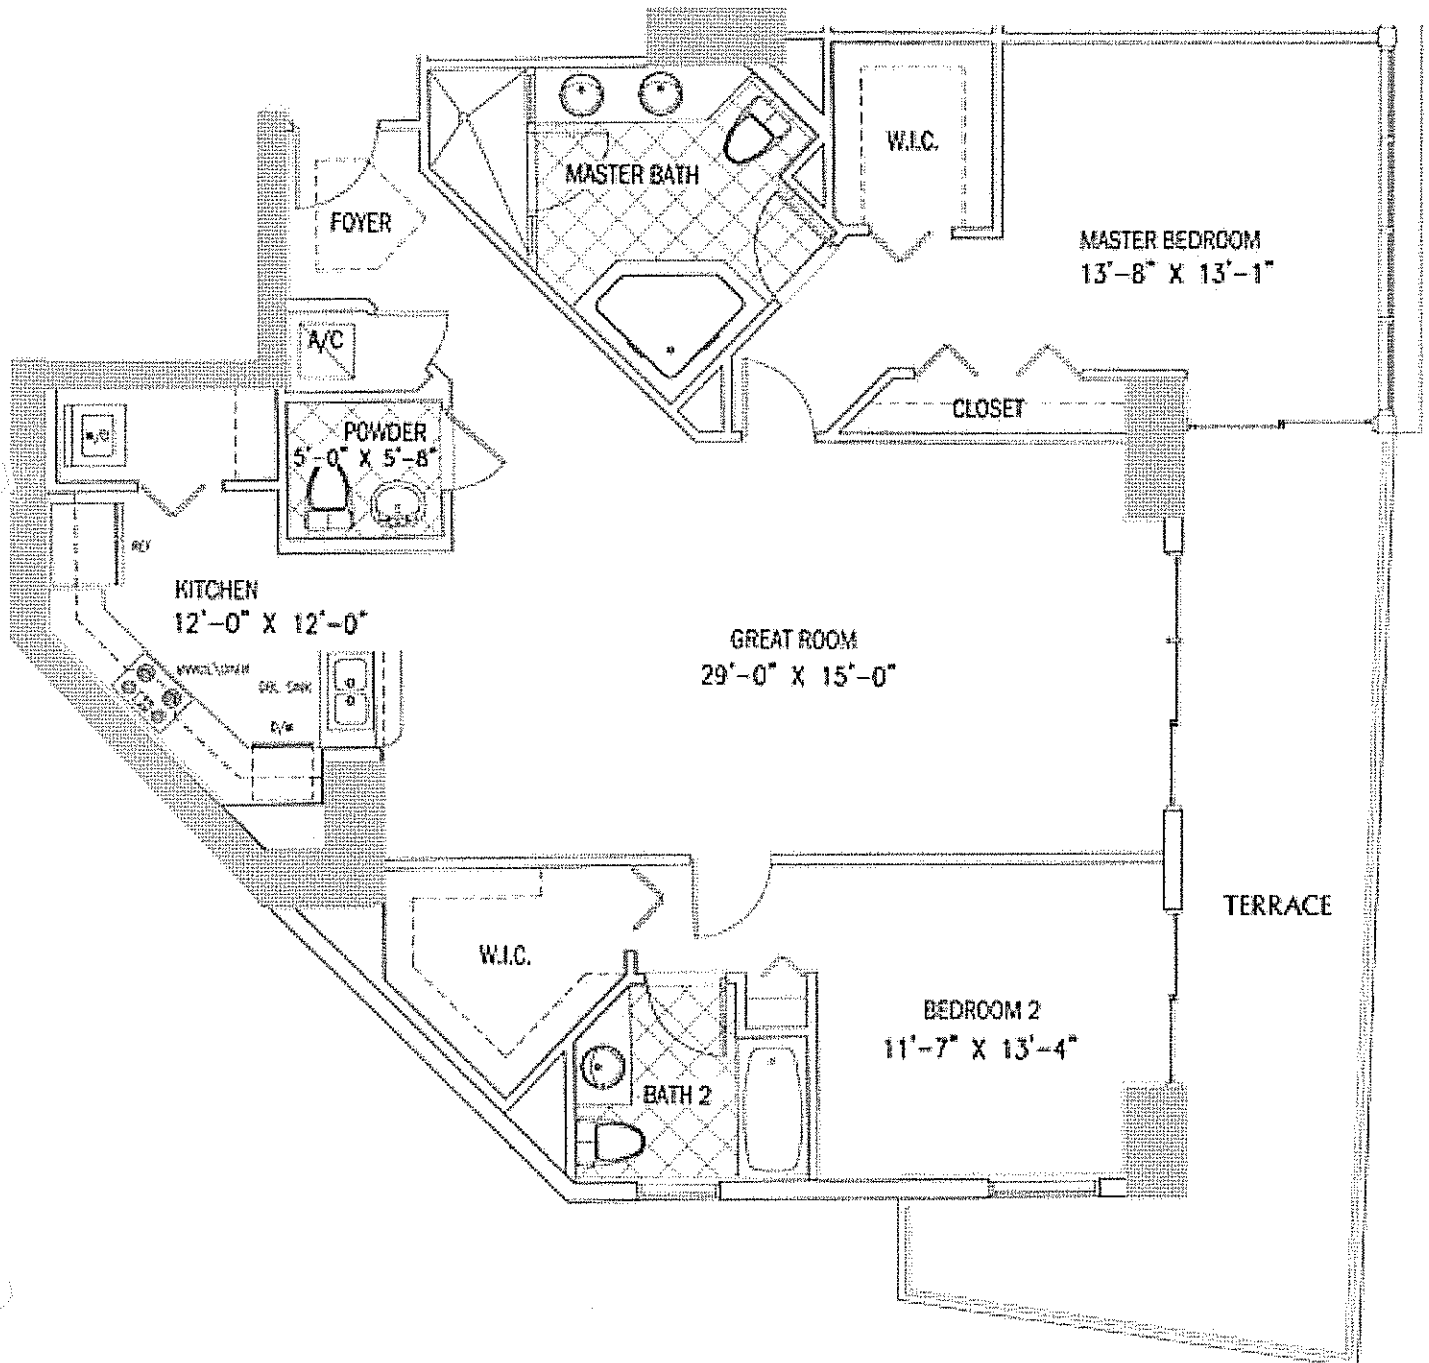 W.I.C.
MASTER BATH
FOYER
MASTER BEDROOM
13'-8" X 13'-1"
A/C
CLOSET
POWDER
5'-0" X 5'-8"
REF
KITCHEN
12'-0" X 12'-0"
GREAT ROOM
29'-0" X 15'-0"
DBL SINK
D/W
TERRACE
W.I.C.
BEDROOM 2
11'-7" X 13'-4"
BATH 2